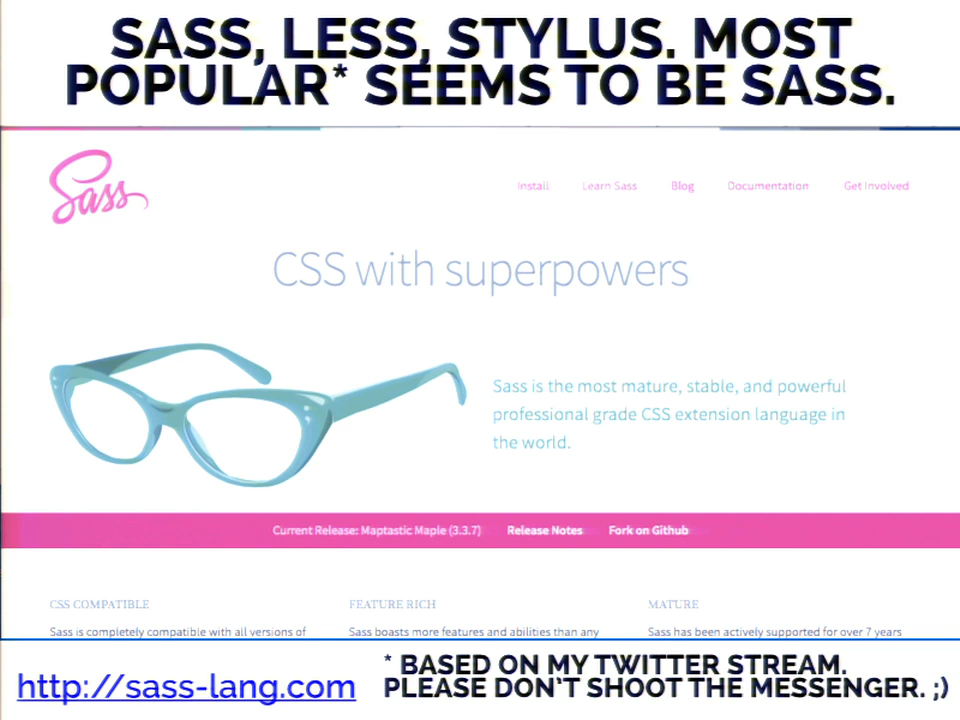 SASS, LESS, STYLUS. MOST
POPULAR* SEEMS TO BE SASS.
Sass
Install Learn Sass Blog Documentation Get Involved
CSS with superpowers
Sass is the most mature, stable, and powerful
professional grade CSS extension language in
the world.
Current Release: Maptastic Maple (3.3.7) Release Notes Fork on Github
CSS COMPATIBLE FEATURE RICH MATURE
Sass is completely compatible with all versions of Sass boasts more features and abilities than any Sass has been actively supported for over 7 years
http://sass-lang.com
* BASED ON MY TWITTER STREAM.
PLEASE DON'T SHOOT THE MESSENGER. ;)